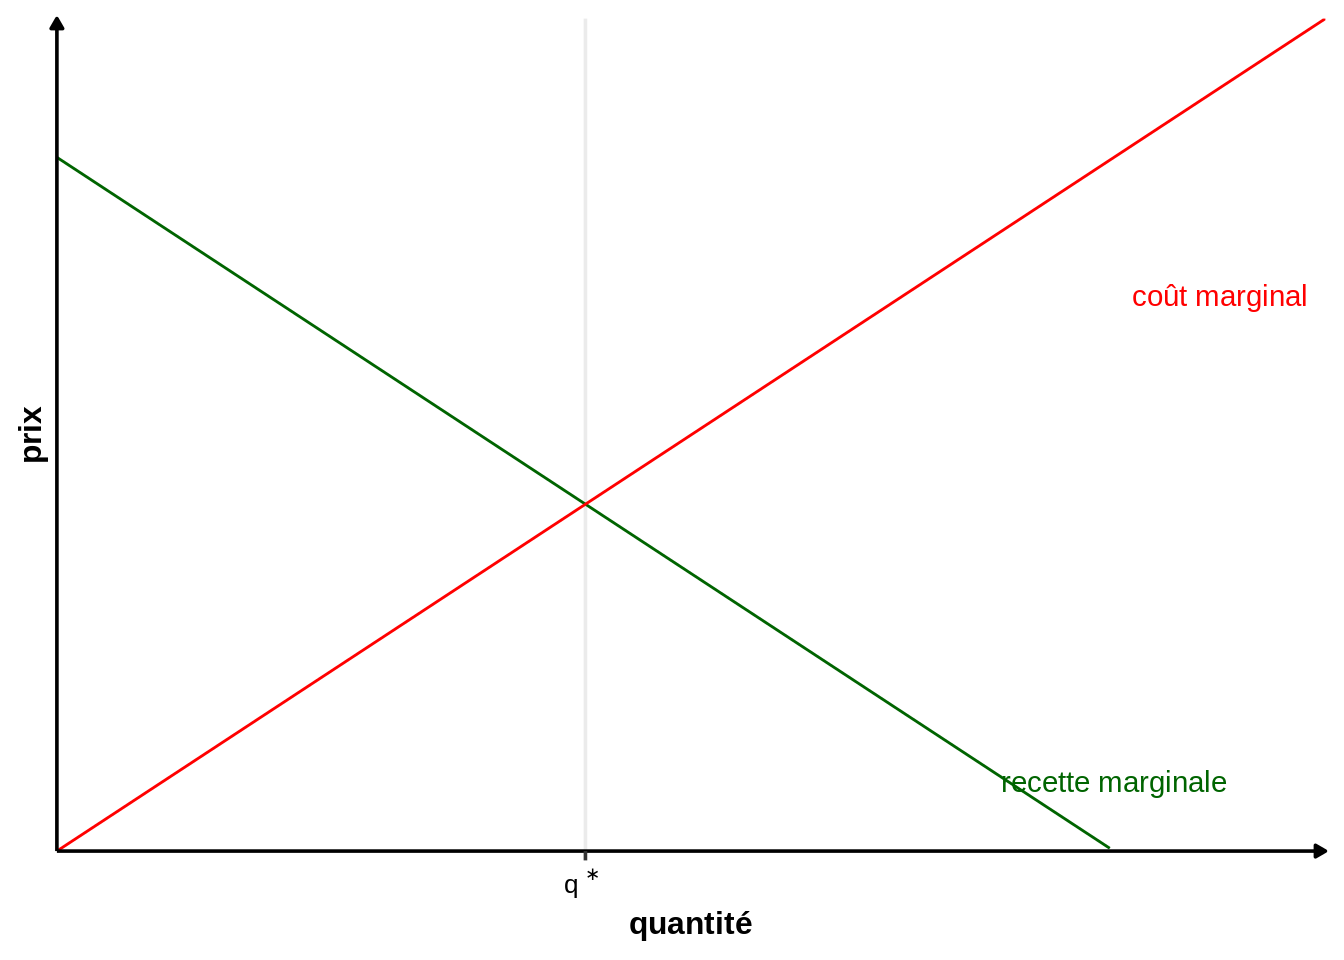 prix
coût marginal
recette marginale
q *
quantité